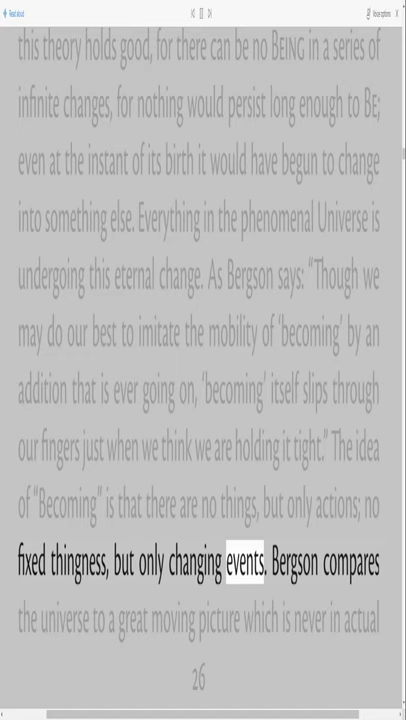 Read aloud
Voice options
this theory holds good, for there can be no BEING in a series of
infinite changes, for nothing would persist long enough to BE;
even at the instant of its birth it would have begun to change
into something else. Everything in the phenomenal Universe is
undergoing this eternal change. As Bergson says: “Though we
may do our best to imitate the mobility of ‘becoming’ by an
addition that is ever going on, ‘becoming’ itself slips through
our fingers just when we think we are holding it tight.” The idea
of “Becoming” is that there are no things, but only actions; no
fixed thingness, but only changing events. Bergson compares
the universe to a great moving picture which is never in actual
26